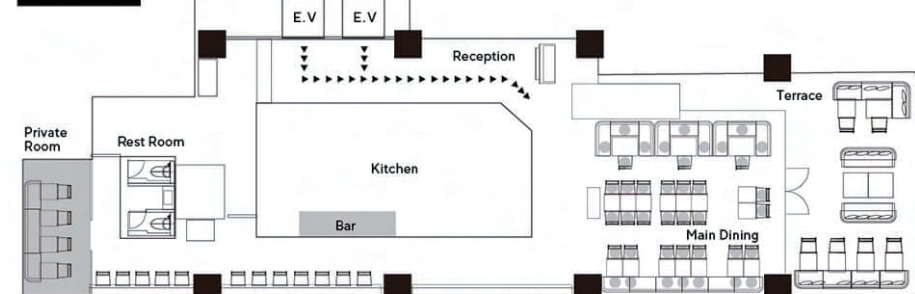 E.V
E.V
Reception
Terrace
Private
Room
Rest Room
Kitchen
Bar
Main Dining